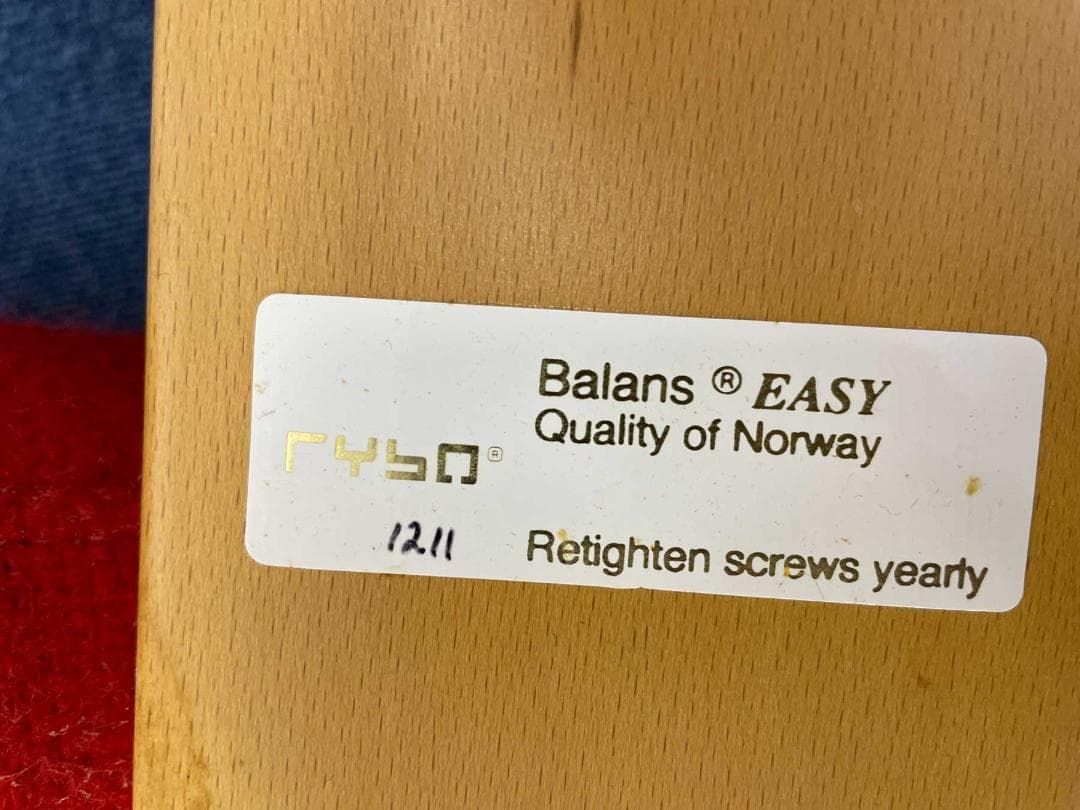 Balans ® EASY
Quality of Norway
rybo ®
1211
Retighten screws yearly